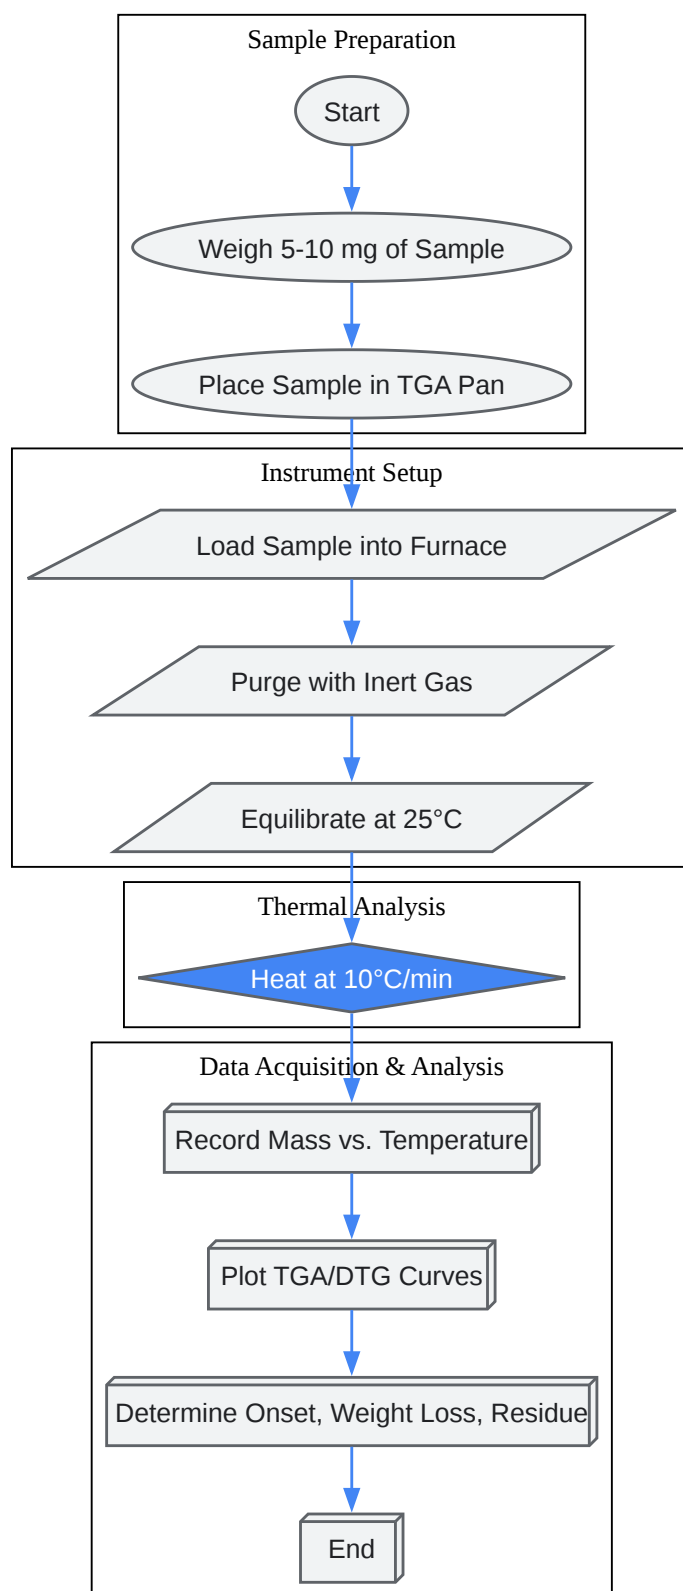 Sample Preparation
Start
Weigh 5-10 mg of Sample
Place Sample in TGA Pan
Instrument Setup
Load Sample into Furnace
Purge with Inert Gas
Equilibrate at 25°C
Thermal Analysis
Heat at 10°C/min
Data Acquisition & Analysis
Record Mass vs. Temperature
Plot TGA/DTG Curves
Determine Onset, Weight Loss, Residue
End